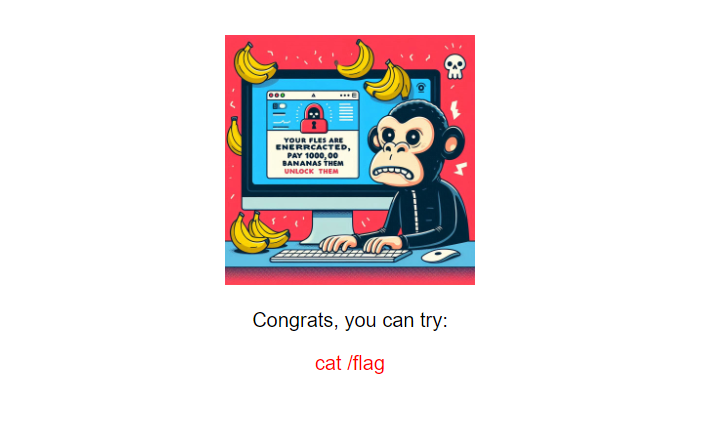 YOUR FLES ARE
ENERRCACTED,
PAY 1000,00
BANANAS THEM
UNLOCK THEM
Congrats, you can try:
cat /flag